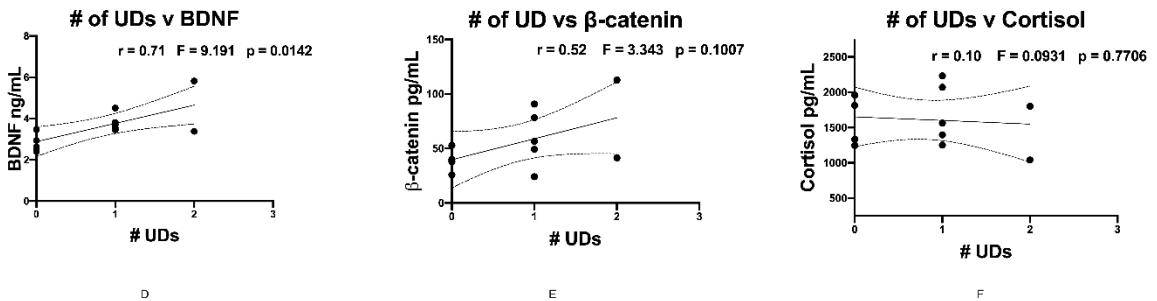 # of UDs v BDNF
r = 0.71 F = 9.191 p = 0.0142
8
6
4
2
0
BDNF ng/mL
0 1 2 3
# UDs
D
# of UD vs β-catenin
r = 0.52 F = 3.343 p = 0.1007
150
100
50
0
β-catenin pg/mL
0 1 2 3
# UDs
E
# of UDs v Cortisol
r = 0.10 F = 0.0931 p = 0.7706
2500
2000
1500
1000
500
Cortisol pg/mL
0 1 2 3
# UDs
F